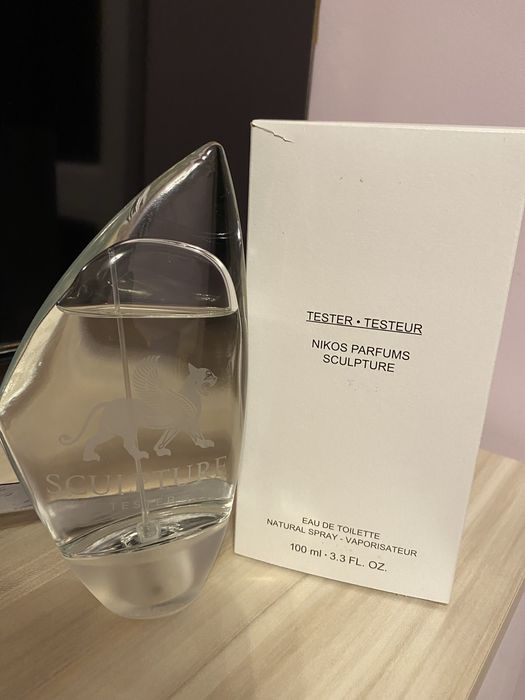 SCULPTURE
TESTER
TESTER • TESTEUR
NIKOS PARFUMS
SCULPTURE
EAU DE TOILETTE
NATURAL SPRAY - VAPORISATEUR
100 ml · 3.3 FL. OZ.